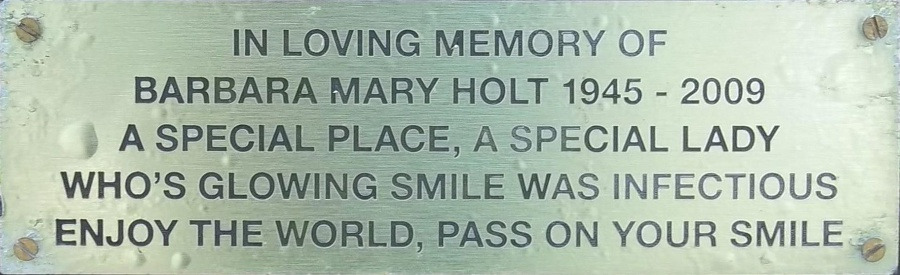 IN LOVING MEMORY OF
BARBARA MARY HOLT 1945 - 2009
A SPECIAL PLACE, A SPECIAL LADY
WHO'S GLOWING SMILE WAS INFECTIOUS
ENJOY THE WORLD, PASS ON YOUR SMILE